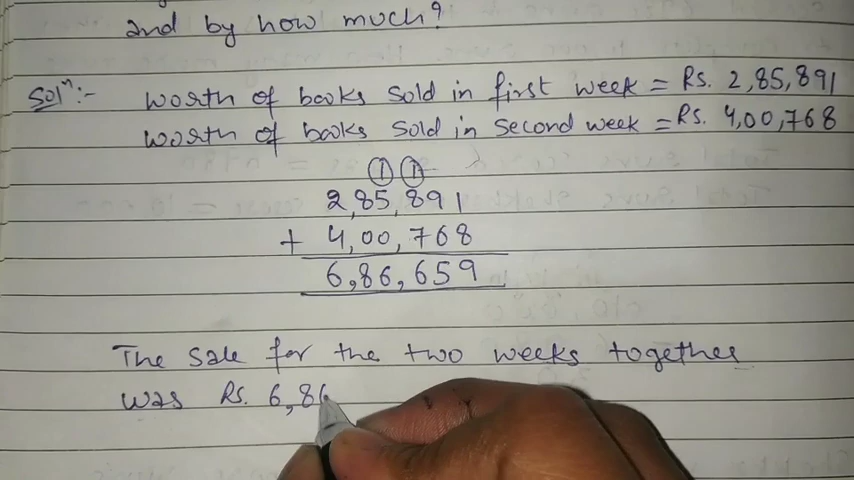 and by how much?
Solⁿ:- Worth of books sold in first week = Rs. 2,85,891
Worth of books sold in second week = Rs. 4,00,768
1 1
2,85,891
+ 4,00,768
6,86,659
The sale for the two weeks together
was Rs. 6,86